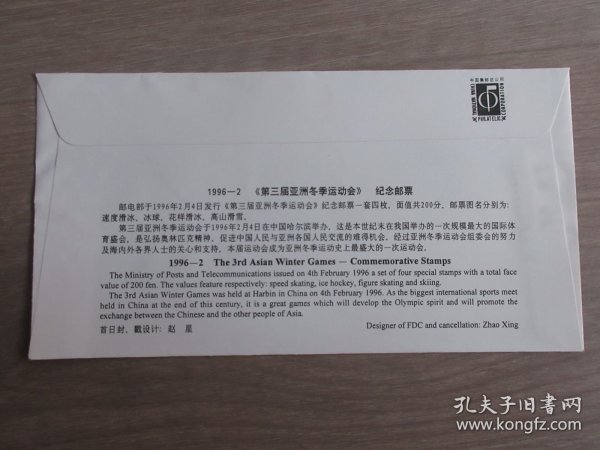 中国集邮总公司
CHINA NATIONAL
PHILATELIC
CORPORATION
1996—2 《第三届亚洲冬季运动会》 纪念邮票
邮电部于1996年2月4日发行《第三届亚洲冬季运动会》纪念邮票一套四枚，面值共200分，邮票图名分别为：
速度滑冰、冰球、花样滑冰、高山滑雪。
第三届亚洲冬季运动会于1996年2月4日在中国哈尔滨举办，这是本世纪末在我国举办的一次规模最大的国际体
育盛会，是弘扬奥林匹克精神，促进中国人民与亚洲各国人民交流的难得机会。经过亚洲冬季运动会组委会的努力
及海内外各界人士的关心和支持，本届运动会成为亚洲冬季运动史上最盛大的一次运动会。
1996—2 The 3rd Asian Winter Games — Commemorative Stamps
The Ministry of Posts and Telecommunications issued on 4th February 1996 a set of four special stamps with a total face
value of 200 fen. The values feature respectively: speed skating, ice hockey, figure skating and skiing.
The 3rd Asian Winter Games was held at Harbin in China on 4th February 1996. As the biggest international sports meet
held in China at the end of this century, it is a great games which will develop the Olympic spirit and will promote the
exchange between the Chinese and the other people of Asia.
首日封、戳设计：赵 星
Designer of FDC and cancellation: Zhao Xing
孔夫子旧书网
www.kongfz.com